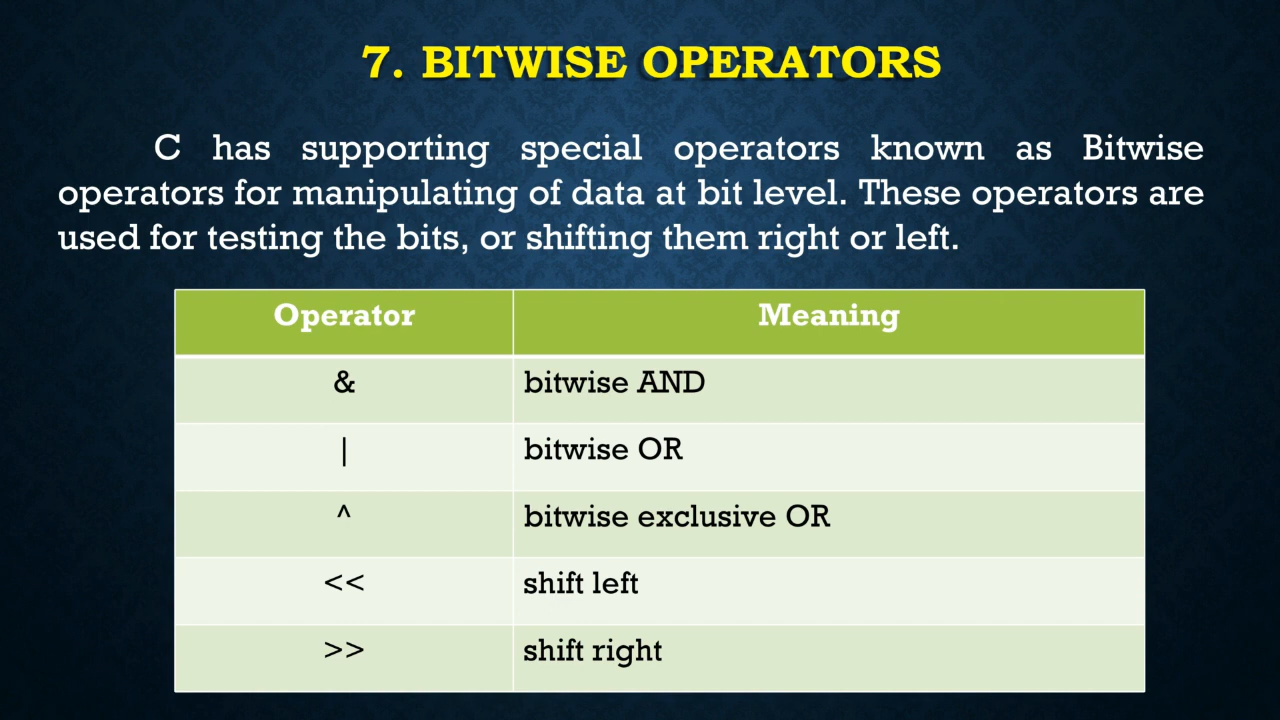 7. BITWISE OPERATORS
C has supporting special operators known as Bitwise
operators for manipulating of data at bit level. These operators are
used for testing the bits, or shifting them right or left.
Operator Meaning
& bitwise AND
| bitwise OR
^ bitwise exclusive OR
<< shift left
>> shift right